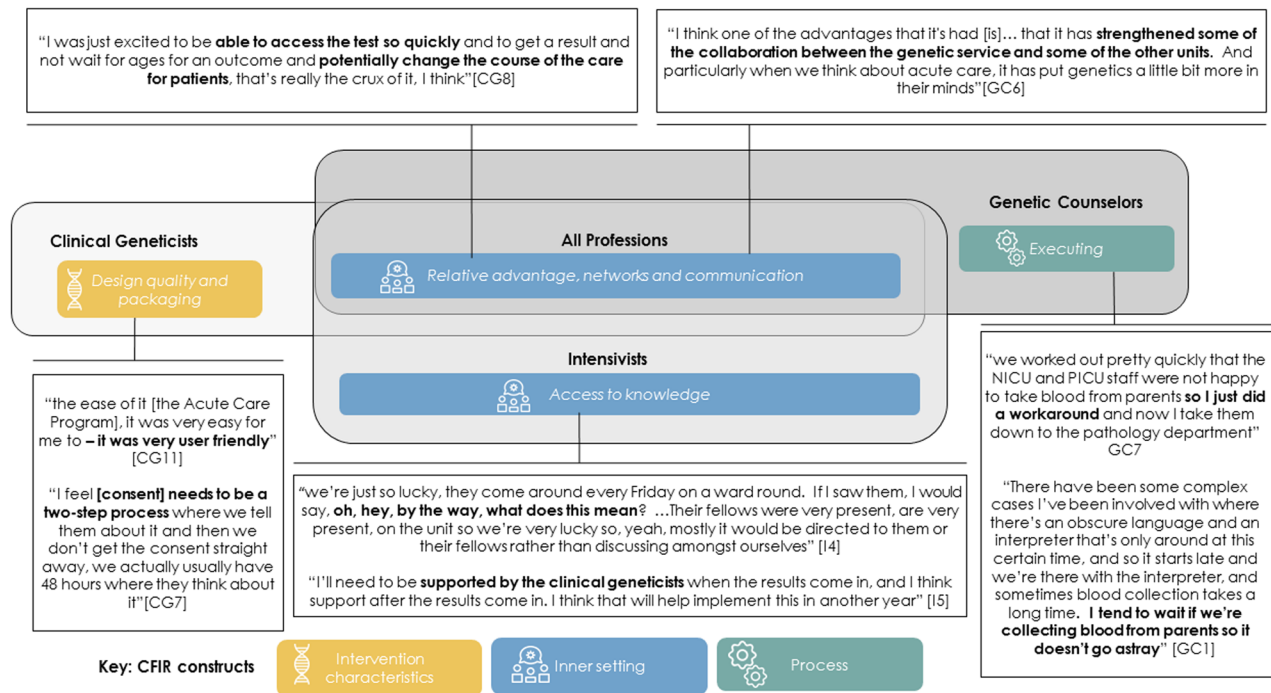 “I was just excited to be able to access the test so quickly and to get a result and
not wait for ages for an outcome and potentially change the course of the care
for patients, that’s really the crux of it, I think”[CG8]
“I think one of the advantages that it's had [is]… that it has strengthened some
of the collaboration between the genetic service and some of the other units. And
particularly when we think about acute care, it has put genetics a little bit more in
their minds”[GC6]
Clinical Geneticists
Design quality and
packaging
All Professions
Relative advantage, networks and communication
Genetic Counselors
Executing
Intensivists
Access to knowledge
“the ease of it [the Acute Care
Program], it was very easy for
me to – it was very user friendly”
[CG11]
“I feel [consent] needs to be a
two-step process where we tell
them about it and then we
don’t get the consent straight
away, we actually usually have
48 hours where they think about
it”[CG7]
“we’re just so lucky, they come around every Friday on a ward round. If I saw them, I would
say, oh, hey, by the way, what does this mean? …Their fellows were very present, are very
present, on the unit so we’re very lucky so, yeah, mostly it would be directed to them or
their fellows rather than discussing amongst ourselves” [I4]
“I’ll need to be supported by the clinical geneticists when the results come in, and I think
support after the results come in. I think that will help implement this in another year” [I5]
“we worked out pretty quickly that the
NICU and PICU staff were not happy
to take blood from parents so I just did
a workaround and now I take them
down to the pathology department”
GC7
“There have been some complex
cases I’ve been involved with where
there’s an obscure language and an
interpreter that’s only around at this
certain time, and so it starts late and
we’re there with the interpreter, and
sometimes blood collection takes a
long time. I tend to wait if we’re
collecting blood from parents so it
doesn’t go astray” [GC1]
Key: CFIR constructs
Intervention
characteristics
Inner setting
Process